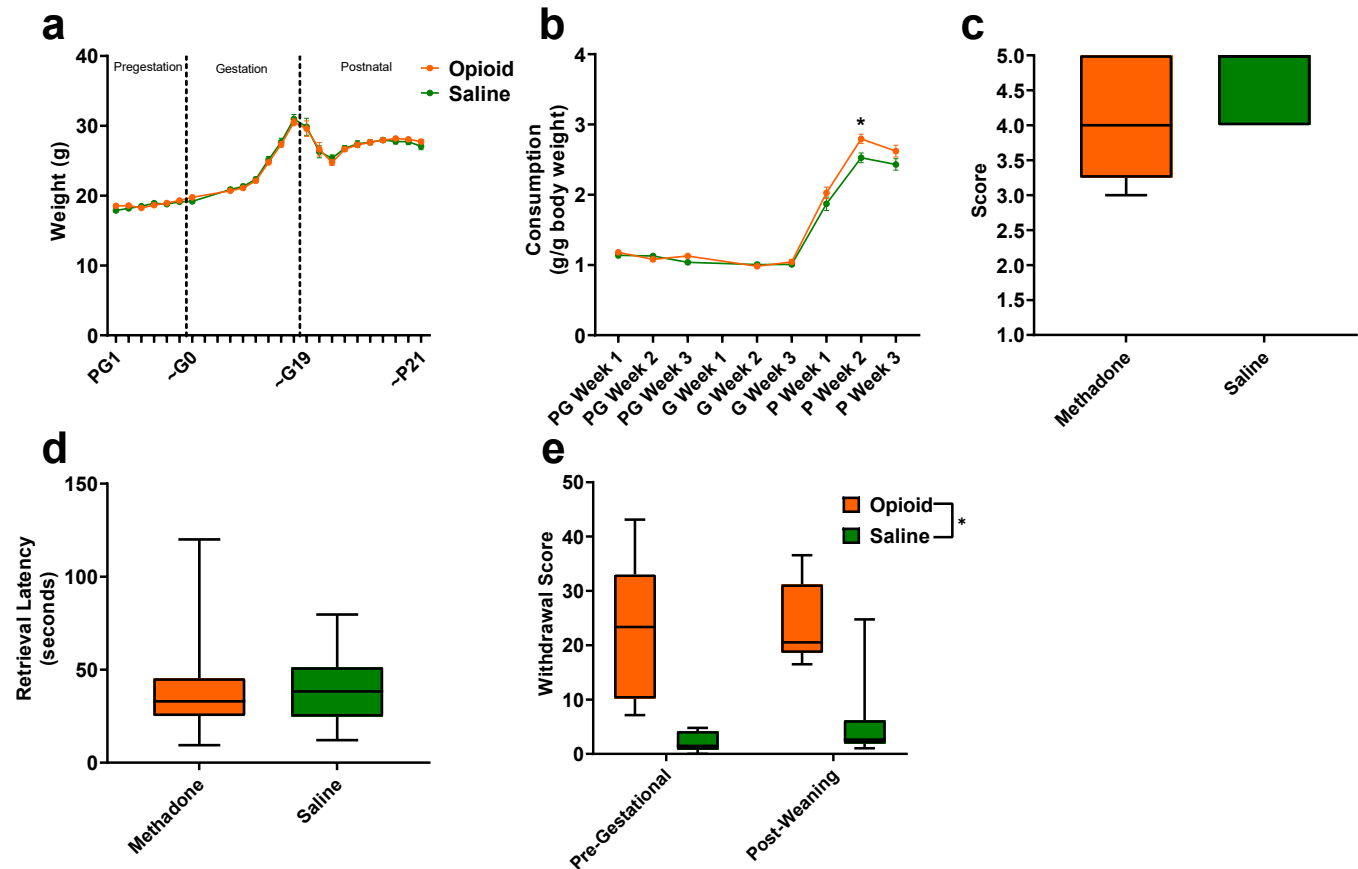 a
Weight (g)
40
30
20
10
0
Pregestation
Gestation
Postnatal
Opioid
Saline
PG1
~G0
~G19
~P21
b
Consumption
(g/g body weight)
4
3
2
1
0
*
PG Week 1
PG Week 2
PG Week 3
G Week 1
G Week 2
G Week 3
P Week 1
P Week 2
P Week 3
c
Score
5.0
4.5
4.0
3.5
3.0
2.5
2.0
1.5
1.0
Methadone
Saline
d
Retrieval Latency
(seconds)
150
100
50
0
Methadone
Saline
e
Withdrawal Score
50
40
30
20
10
0
Opioid
Saline
*
Pre-Gestational
Post-Weaning